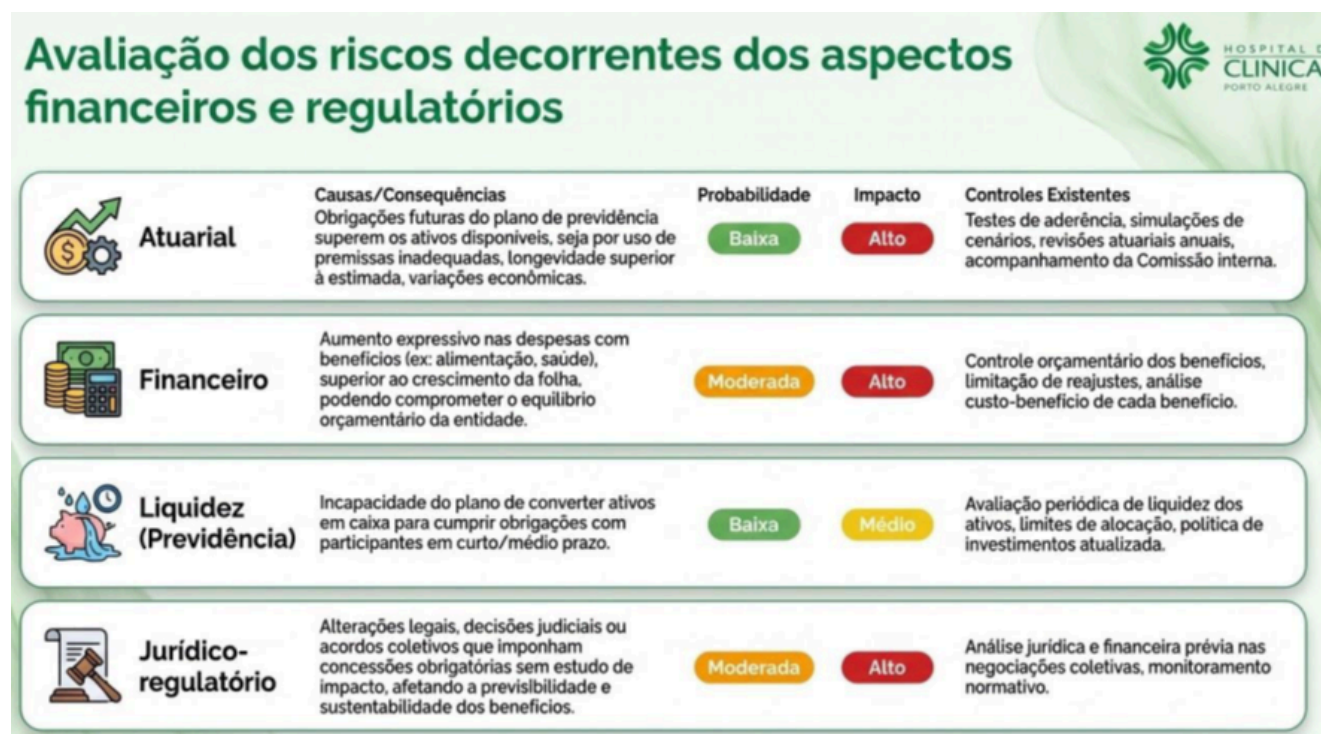 Avaliação dos riscos decorrentes dos aspectos
financeiros e regulatórios
HOSPITAL D
CLINICA
PORTO ALEGRE
Atuarial
Causas/Consequências
Obrigações futuras do plano de previdência
superem os ativos disponíveis, seja por uso de
premissas inadequadas, longevidade superior
à estimada, variações econômicas.
Probabilidade
Baixa
Impacto
Alto
Controles Existentes
Testes de aderência, simulações de
cenários, revisões atuariais anuais,
acompanhamento da Comissão interna.
Financeiro
Aumento expressivo nas despesas com
benefícios (ex: alimentação, saúde),
superior ao crescimento da folha,
podendo comprometer o equilíbrio
orçamentário da entidade.
Moderada
Alto
Controle orçamentário dos benefícios,
limitação de reajustes, análise
custo-benefício de cada benefício.
Liquidez
(Previdência)
Incapacidade do plano de converter ativos
em caixa para cumprir obrigações com
participantes em curto/médio prazo.
Baixa
Médio
Avaliação periódica de liquidez dos
ativos, limites de alocação, política de
investimentos atualizada.
Jurídico-
regulatório
Alterações legais, decisões judiciais ou
acordos coletivos que imponham
concessões obrigatórias sem estudo de
impacto, afetando a previsibilidade e
sustentabilidade dos benefícios.
Moderada
Alto
Análise jurídica e financeira prévia nas
negociações coletivas, monitoramento
normativo.